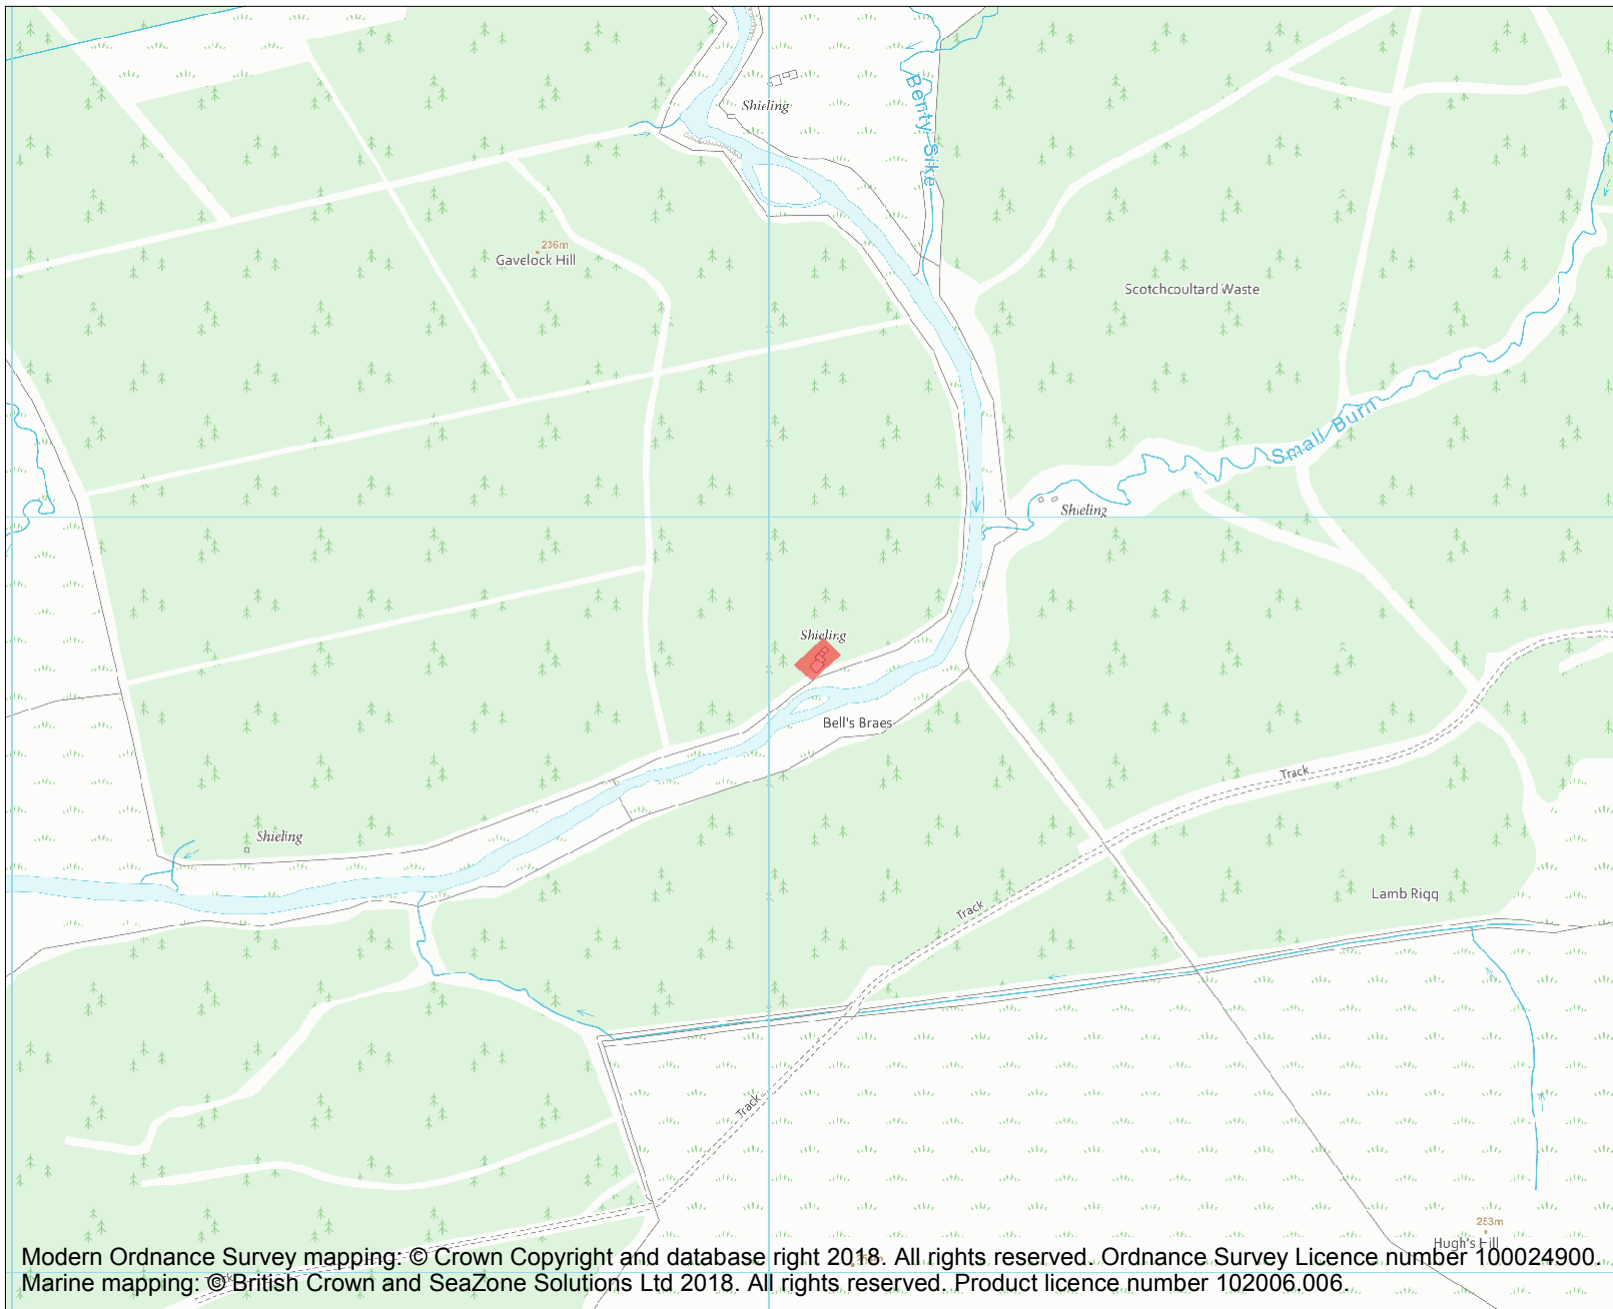 Shieling
Benty Sike
236m
Gavelock Hill
Scotchcoultard Waste
Small Burn
Shieling
Shieling
Bell's Braes
Track
Shieling
Lamb Rigg
Track
Track
253m
Hugh's Hill
Modern Ordnance Survey mapping: © Crown Copyright and database right 2018. All rights reserved. Ordnance Survey Licence number 100024900.
Track
Marine mapping: © British Crown and SeaZone Solutions Ltd 2018. All rights reserved. Product licence number 102006.006.